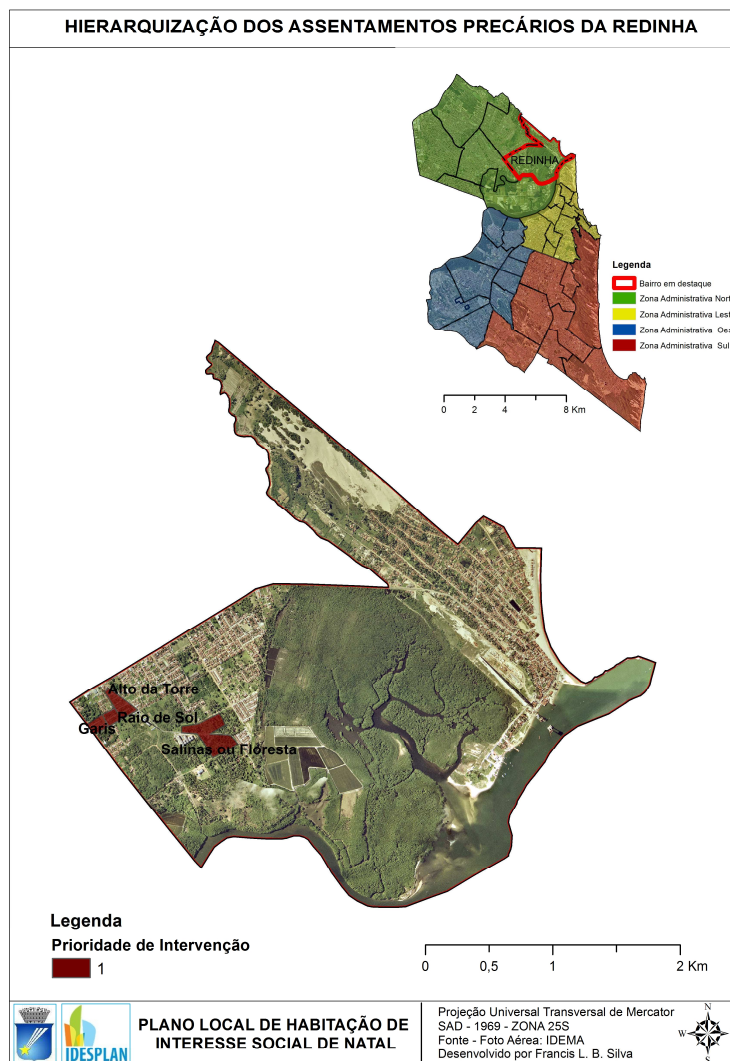 HIERARQUIZAÇÃO DOS ASSENTAMENTOS PRECÁRIOS DA REDINHA
REDINHA
Legenda
Bairro em destaque
Zona Administrativa Nort
Zona Administrativa Lest
Zona Administrativa Oes
Zona Administrativa Sul
0 2 4 8 Km
Alto da Torre
Raio de Sol
Garis
Salinas ou Floresta
Legenda
Prioridade de Intervenção
1
0 0,5 1 2 Km
IDESPLAN
PLANO LOCAL DE HABITAÇÃO DE
INTERESSE SOCIAL DE NATAL
Projeção Universal Transversal de Mercator
SAD - 1969 - ZONA 25S
Fonte - Foto Aérea: IDEMA
Desenvolvido por Francis L. B. Silva
N
W E
S